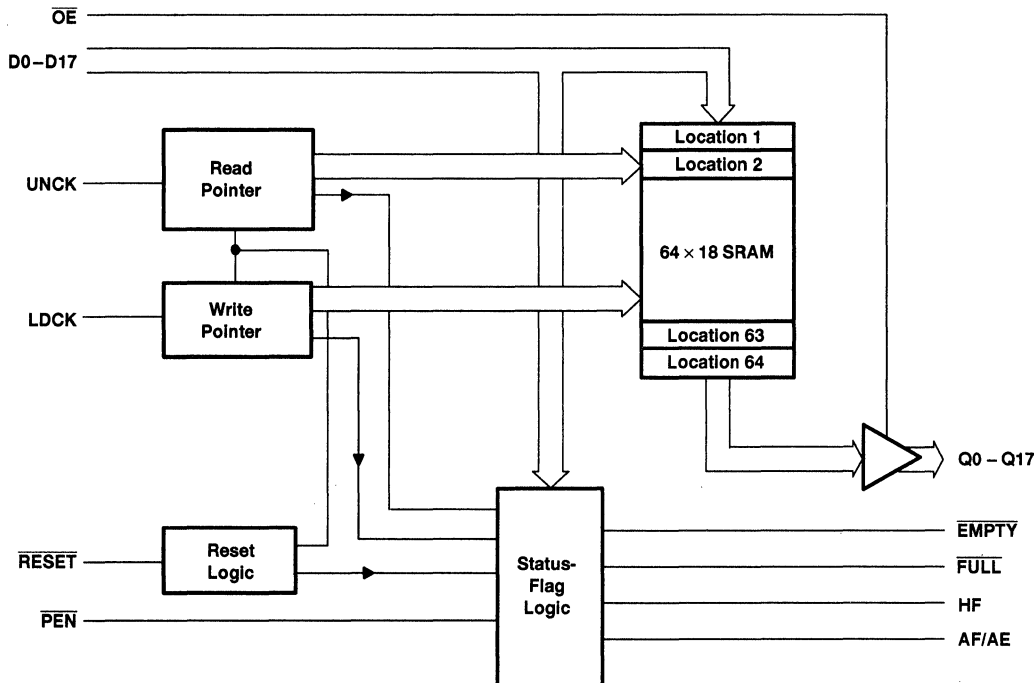 OE
D0–D17
Location 1
Read
Pointer
Location 2
UNCK
64 × 18 SRAM
Write
Pointer
LDCK
Location 63
Location 64
Q0 – Q17
EMPTY
Reset
Logic
RESET
Status-
Flag
Logic
FULL
HF
PEN
AF/AE